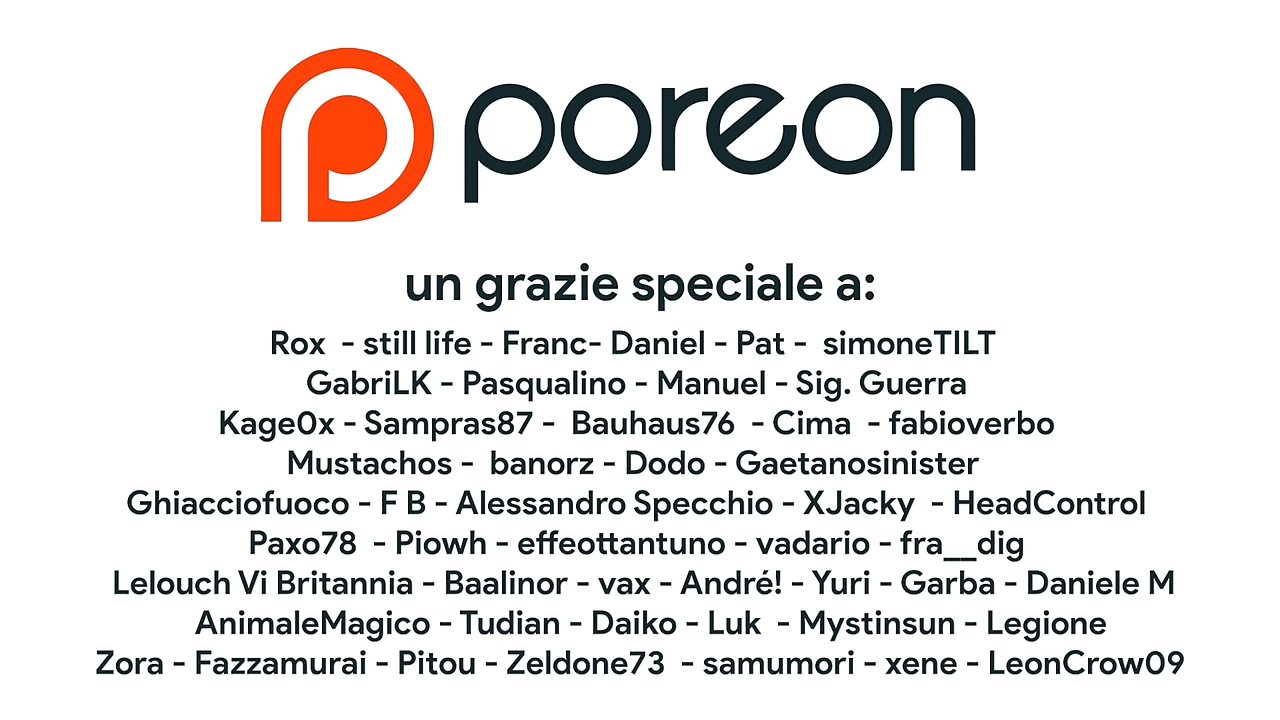 poreon
un grazie speciale a:
Rox - still life - Franc- Daniel - Pat - simoneTILT
GabriLK - Pasqualino - Manuel - Sig. Guerra
Kage0x - Sampras87 - Bauhaus76 - Cima - fabioverbo
Mustachos - banorz - Dodo - Gaetanosinister
Ghiacciofuoco - F B - Alessandro Specchio - XJacky - HeadControl
Paxo78 - Piowh - effeottantuno - vadario - fra__dig
Lelouch Vi Britannia - Baalinor - vax - André! - Yuri - Garba - Daniele M
AnimaleMagico - Tudian - Daiko - Luk - Mystinsun - Legione
Zora - Fazzamurai - Pitou - Zeldone73 - samumori - xene - LeonCrow09